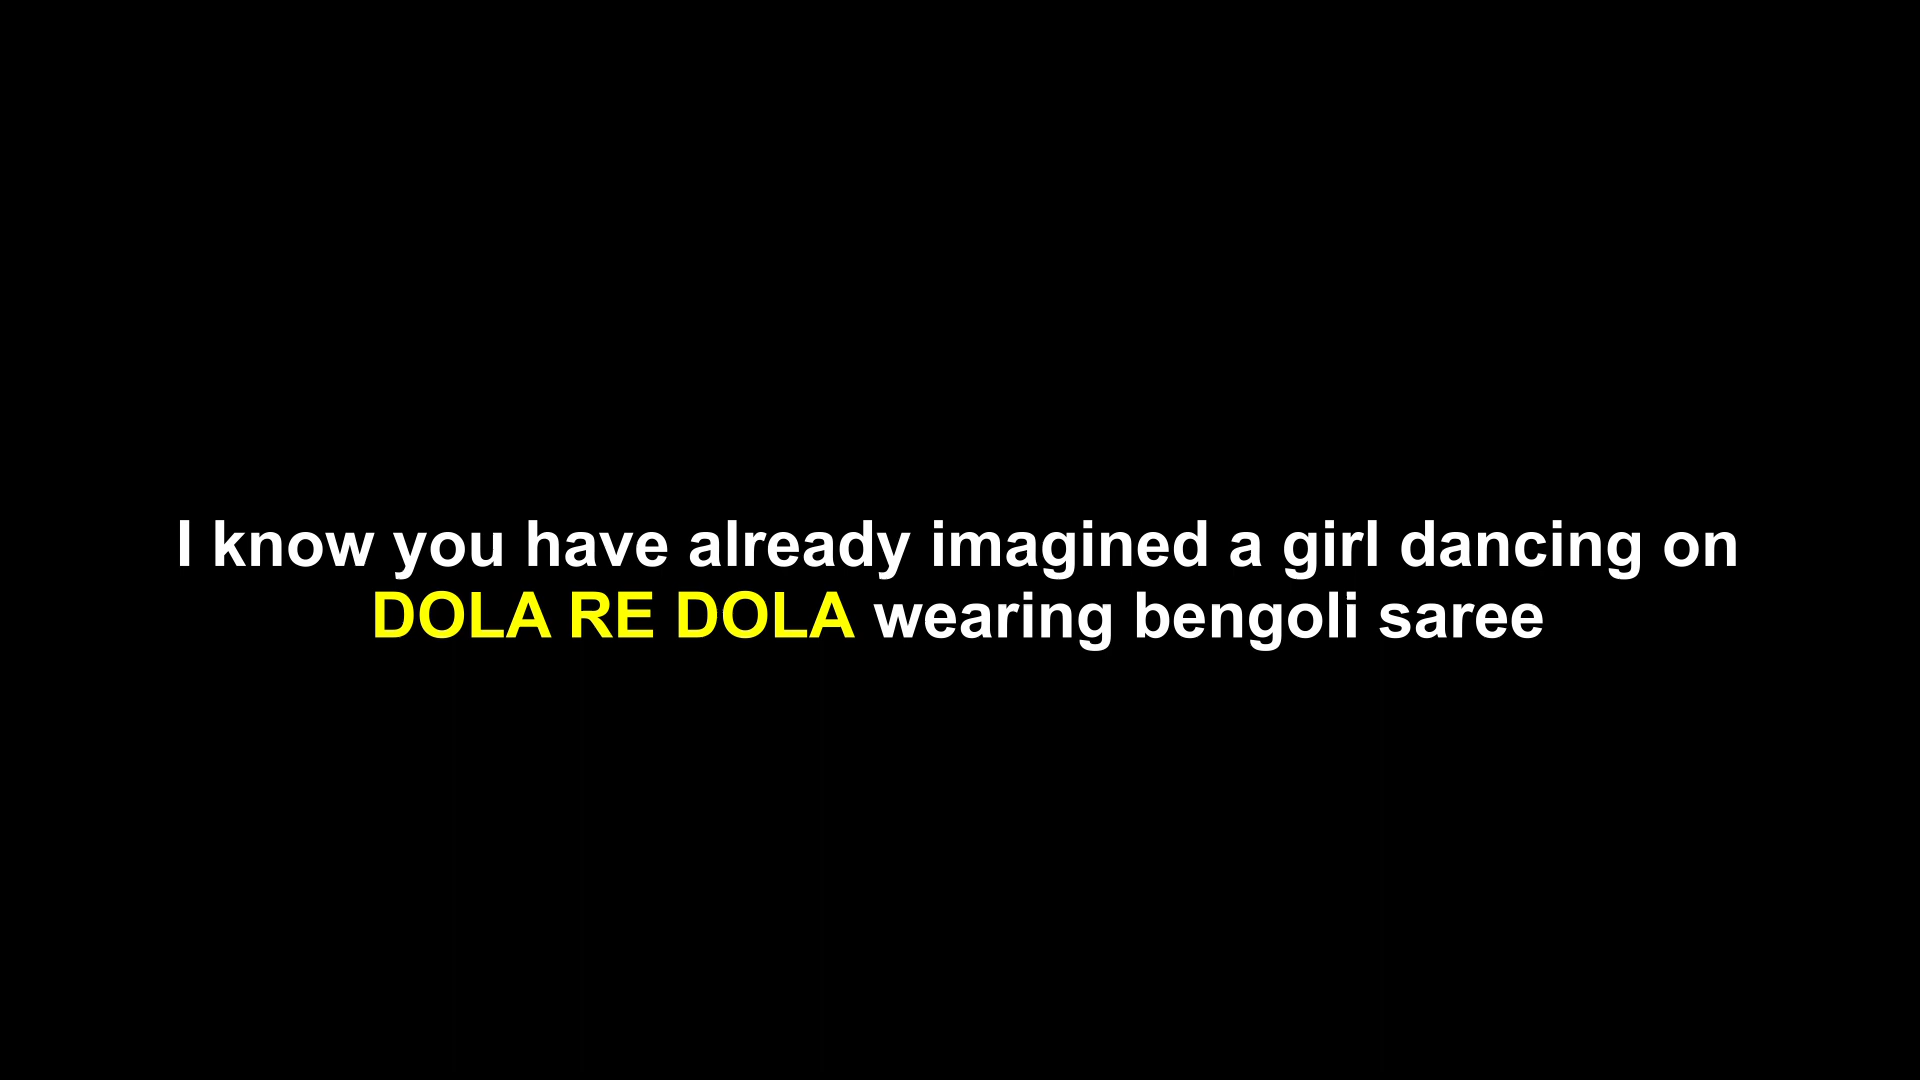 I know you have already imagined a girl dancing on
DOLA RE DOLA wearing bengoli saree